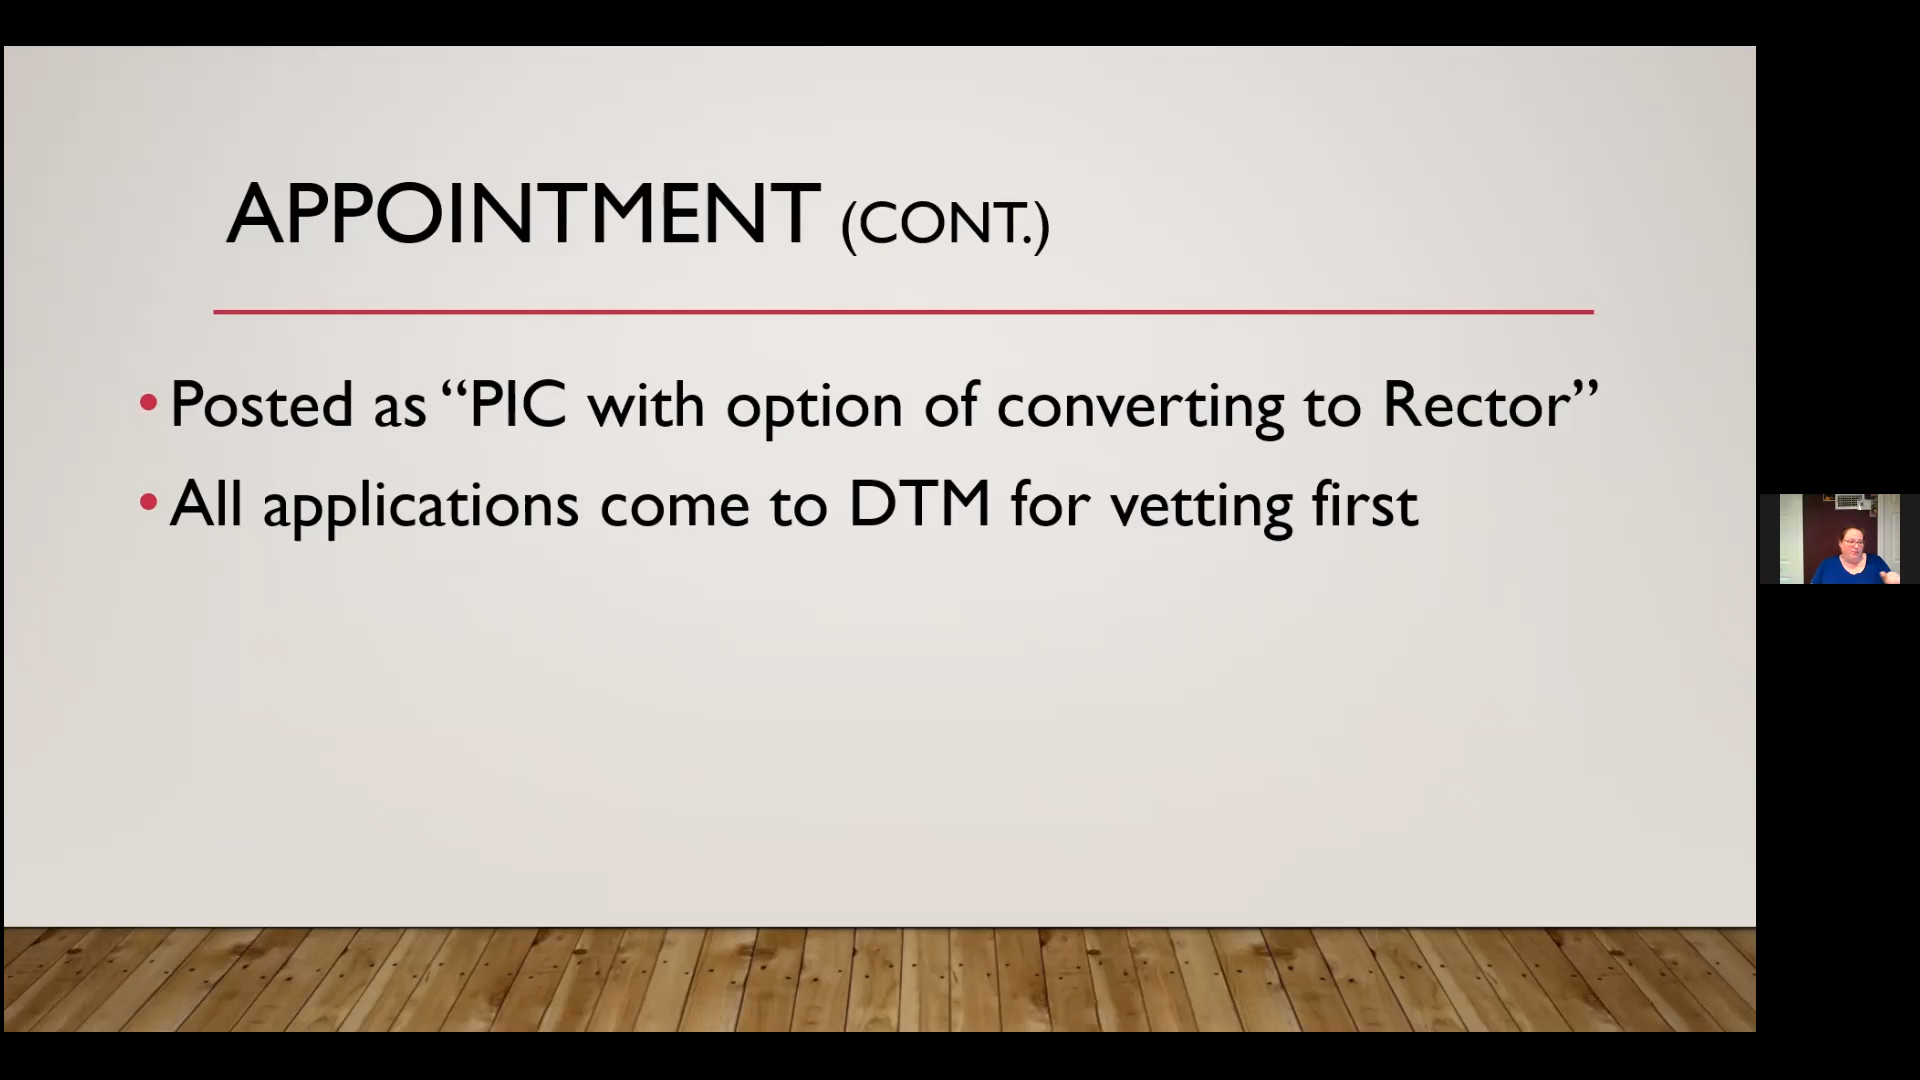 APPOINTMENT (CONT.)
• Posted as “PIC with option of converting to Rector”
• All applications come to DTM for vetting first